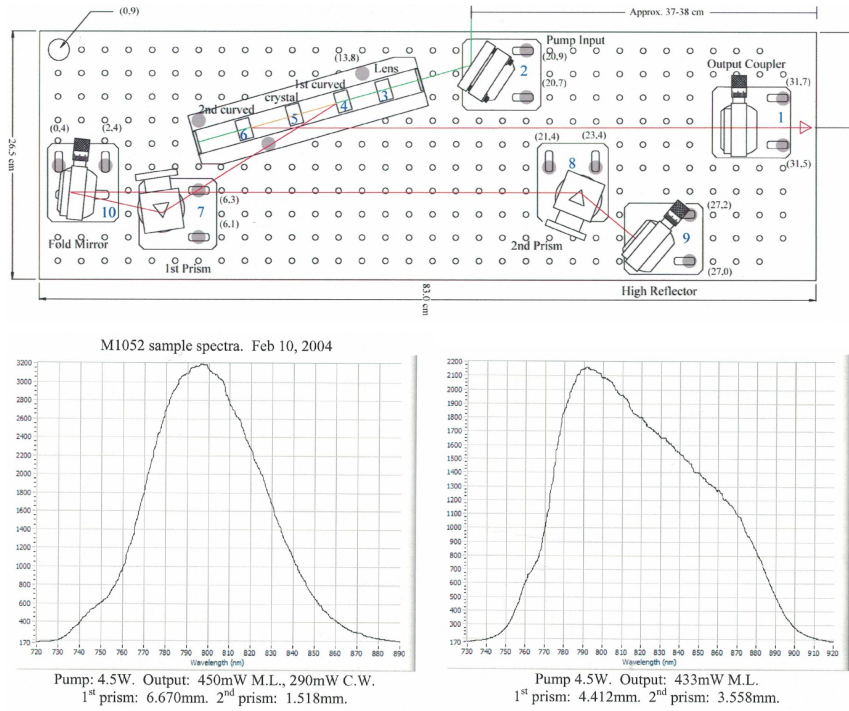 (0,9)
Approx. 37-38 cm
(13,8)
Lens
1st curved
crystal
2nd curved
3
4
5
6
Pump Input
2
(20,9)
(20,7)
Output Coupler
(31,7)
1
(31,5)
26.5 cm
(0,4)
(2,4)
10
Fold Mirror
7
(6,3)
(6,1)
1st Prism
(21,4)
(23,4)
8
2nd Prism
(27,2)
9
(27,0)
High Reflector
83.0 cm
M1052 sample spectra. Feb 10, 2004
3200
3000
2800
2600
2400
2200
2000
1800
1600
1400
1200
1000
800
600
400
170
720 730 740 750 760 770 780 790 800 810 820 830 840 850 860 870 880 890
Wavelength (nm)
Pump: 4.5W. Output: 450mW M.L., 290mW C.W.
1st prism: 6.670mm. 2nd prism: 1.518mm.
2200
2100
2000
1900
1800
1700
1600
1500
1400
1300
1200
1100
1000
900
800
700
600
500
400
300
170
730 740 750 760 770 780 790 800 810 820 830 840 850 860 870 880 890 900 910 920
Wavelength (nm)
Pump 4.5W. Output: 433mW M.L.
1st prism: 4.412mm. 2nd prism: 3.558mm.